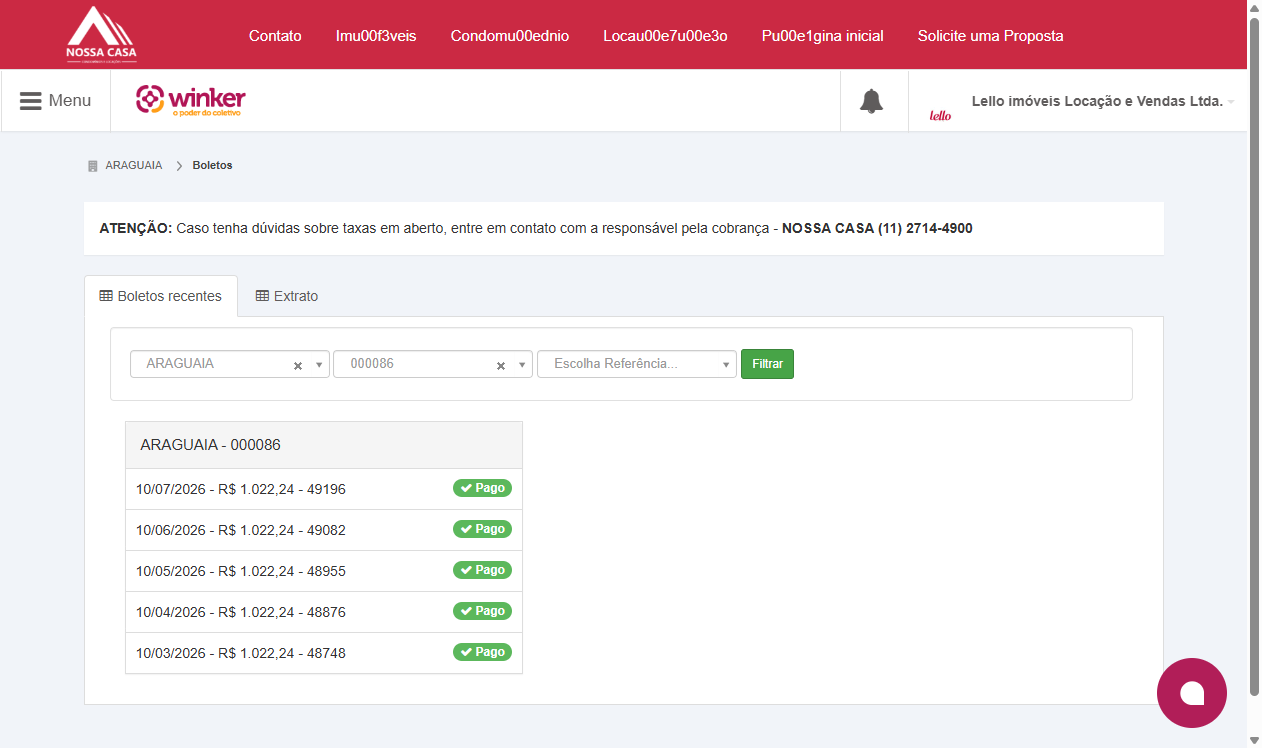 NOSSA CASA
Contato
Imu00f3veis
Condomu00ednio
Locau00e7u00e3o
Pu00e1gina inicial
Solicite uma Proposta
Menu
winker
o poder do coletivo
lello
Lello imóveis Locação e Vendas Ltda.
ARAGUAIA
Boletos
ATENÇÃO: Caso tenha dúvidas sobre taxas em aberto, entre em contato com a responsável pela cobrança - NOSSA CASA (11) 2714-4900
Boletos recentes
Extrato
ARAGUAIA
000086
Escolha Referência...
Filtrar
ARAGUAIA - 000086
10/07/2026 - R$ 1.022,24 - 49196 Pago
10/06/2026 - R$ 1.022,24 - 49082 Pago
10/05/2026 - R$ 1.022,24 - 48955 Pago
10/04/2026 - R$ 1.022,24 - 48876 Pago
10/03/2026 - R$ 1.022,24 - 48748 Pago